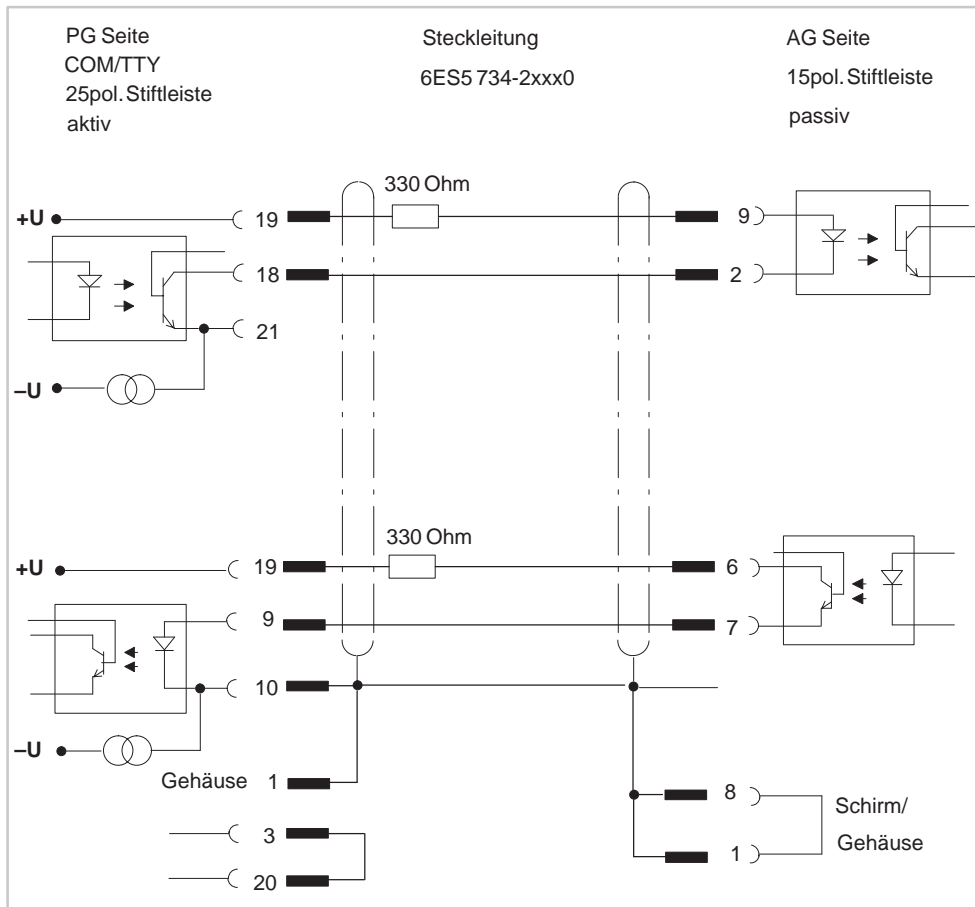 PG Seite
COM/TTY
25pol. Stiftleiste
aktiv
Steckleitung
6ES5 734-2xxx0
AG Seite
15pol. Stiftleiste
passiv
330 Ohm
+U
19
9
18
2
21
–U
330 Ohm
+U
19
6
9
7
10
–U
Gehäuse 1
8
Schirm/
Gehäuse
3
1
20